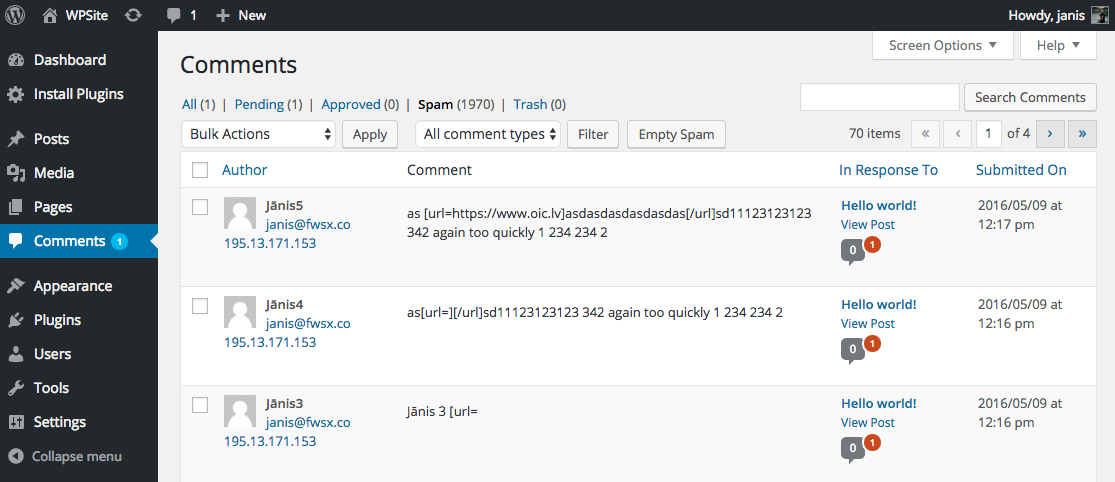 WPSite 1 New Howdy, janis
Dashboard
Install Plugins
Posts
Media
Pages
Comments 1
Appearance
Plugins
Users
Tools
Settings
Collapse menu
Screen Options Help
Comments
All (1) | Pending (1) | Approved (0) | Spam (1970) | Trash (0)
Search Comments
Bulk Actions Apply All comment types Filter Empty Spam 70 items « ‹ 1 of 4 › »
Author Comment In Response To Submitted On
Jānis5
janis@fwsx.co
195.13.171.153
as [url=https://www.oic.lv]asdasdasdasdasdas[/url]sd11123123123
342 again too quickly 1 234 234 2
Hello world!
View Post
0 1
2016/05/09 at
12:17 pm
Jānis4
janis@fwsx.co
195.13.171.153
as[url=][/url]sd11123123123 342 again too quickly 1 234 234 2
Hello world!
View Post
0 1
2016/05/09 at
12:16 pm
Jānis3
janis@fwsx.co
195.13.171.153
Jānis 3 [url=
Hello world!
View Post
0 1
2016/05/09 at
12:16 pm